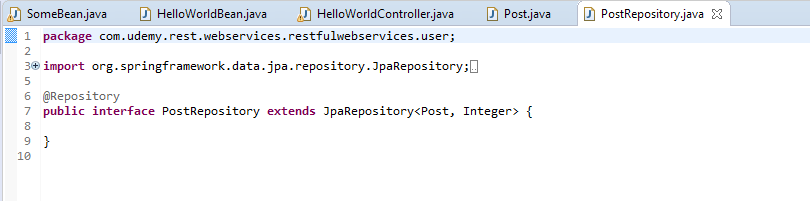 SomeBean.java HelloWorldBean.java HelloWorldController.java Post.java PostRepository.java
1 package com.udemy.rest.webservices.restfulwebservices.user;
2
3 import org.springframework.data.jpa.repository.JpaRepository;
5
6 @Repository
7 public interface PostRepository extends JpaRepository<Post, Integer> {
8
9 }
10